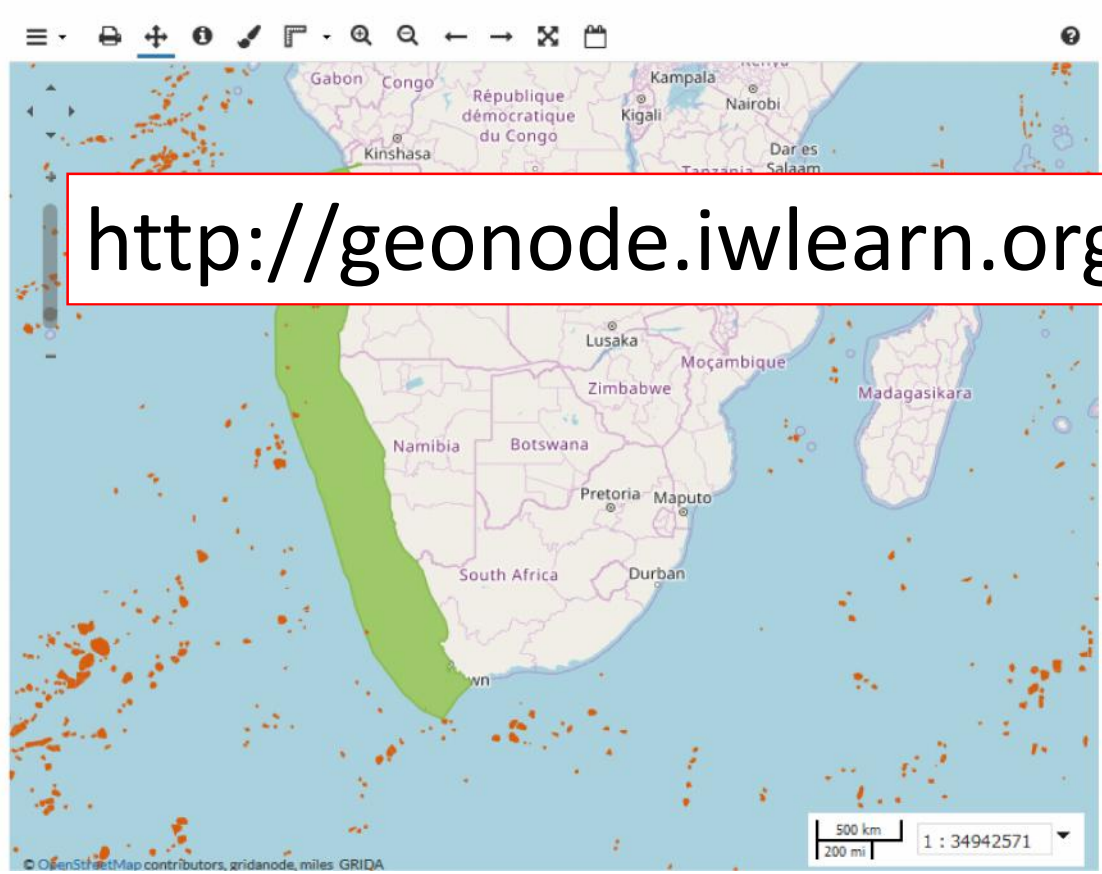 Gabon
Congo
République
démocratique
du Congo
Kampala
Kigali
Nairobi
Kinshasa
Dar es
Salaam
Tanzania
http://geonode.iwlearn.org
Lusaka
Moçambique
Zimbabwe
Madagasikara
Namibia
Botswana
Pretoria
Maputo
South Africa
Durban
wn
500 km
200 mi
1 : 34942571
© OpenStreetMap contributors, gridanode, miles GRIDA